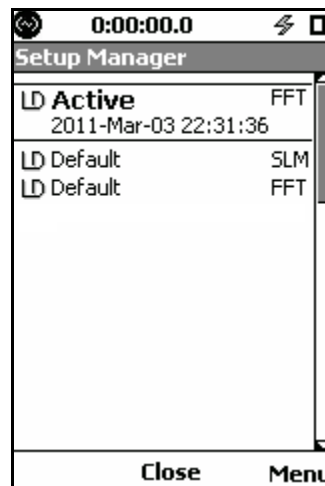 0:00:00.0
Setup Manager
LD Active FFT
2011-Mar-03 22:31:36
LD Default SLM
LD Default FFT
Close Menu